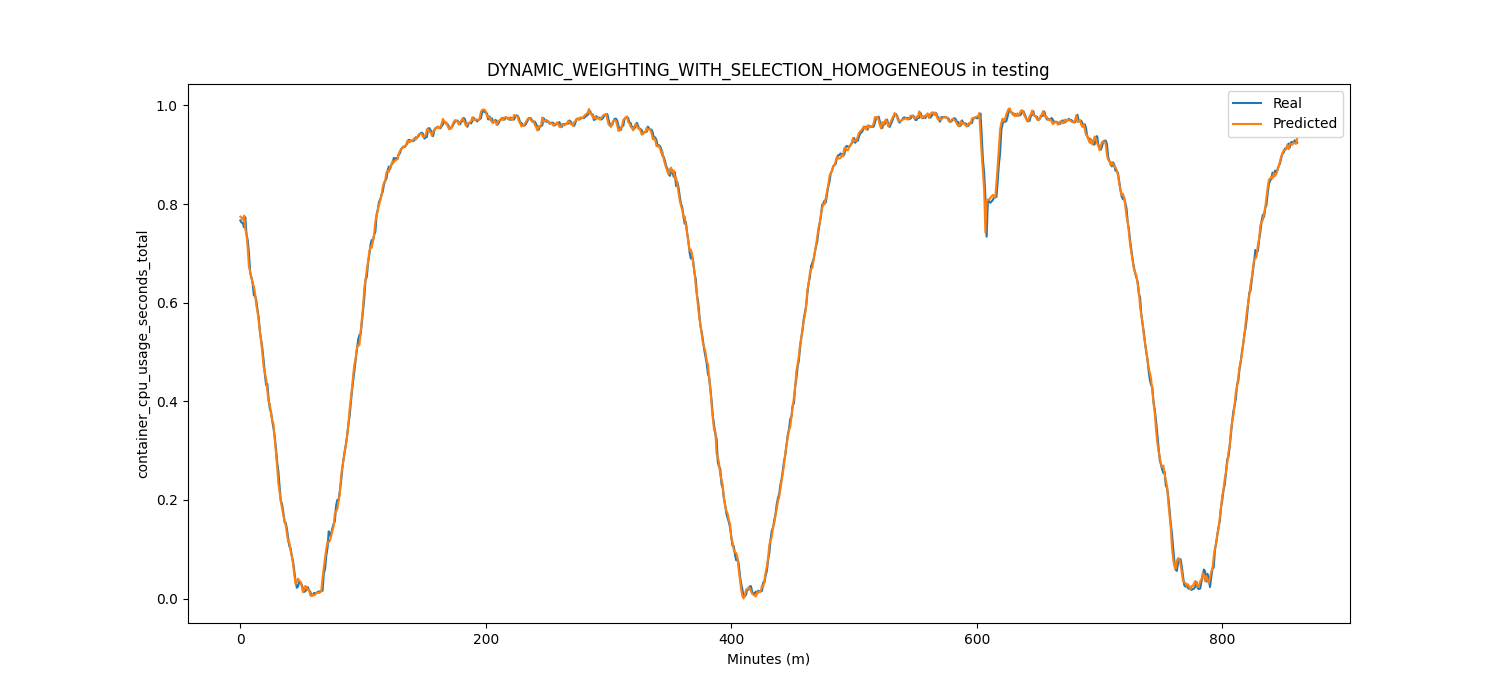 DYNAMIC_WEIGHTING_WITH_SELECTION_HOMOGENEOUS in testing
Real
Predicted
container_cpu_usage_seconds_total
1.0
0.8
0.6
0.4
0.2
0.0
0
200
400
600
800
Minutes (m)